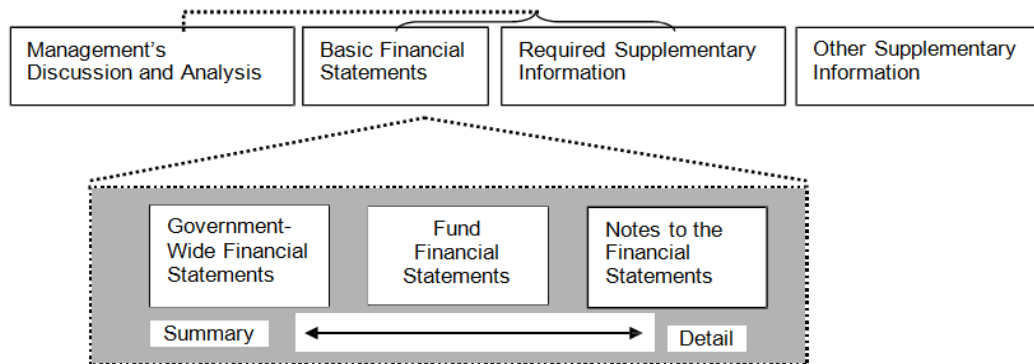 Management’s
Discussion and Analysis
Basic Financial
Statements
Required Supplementary
Information
Other Supplementary
Information
Government-
Wide Financial
Statements
Fund
Financial
Statements
Notes to the
Financial
Statements
Summary
Detail